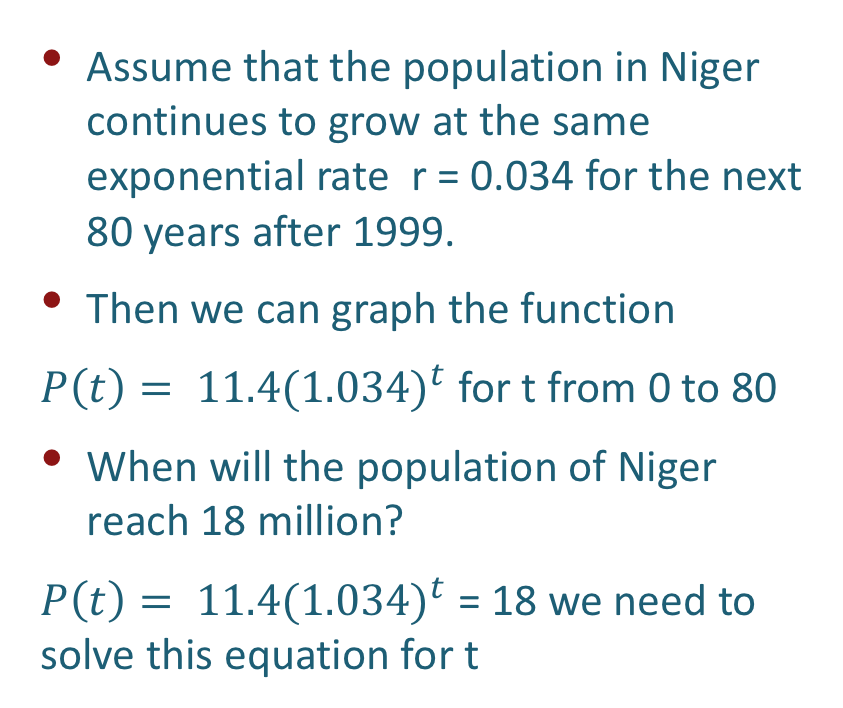 • Assume that the population in Niger
continues to grow at the same
exponential rate r = 0.034 for the next
80 years after 1999.
• Then we can graph the function
P(t) = 11.4(1.034)^t for t from 0 to 80
• When will the population of Niger
reach 18 million?
P(t) = 11.4(1.034)^t = 18 we need to
solve this equation for t